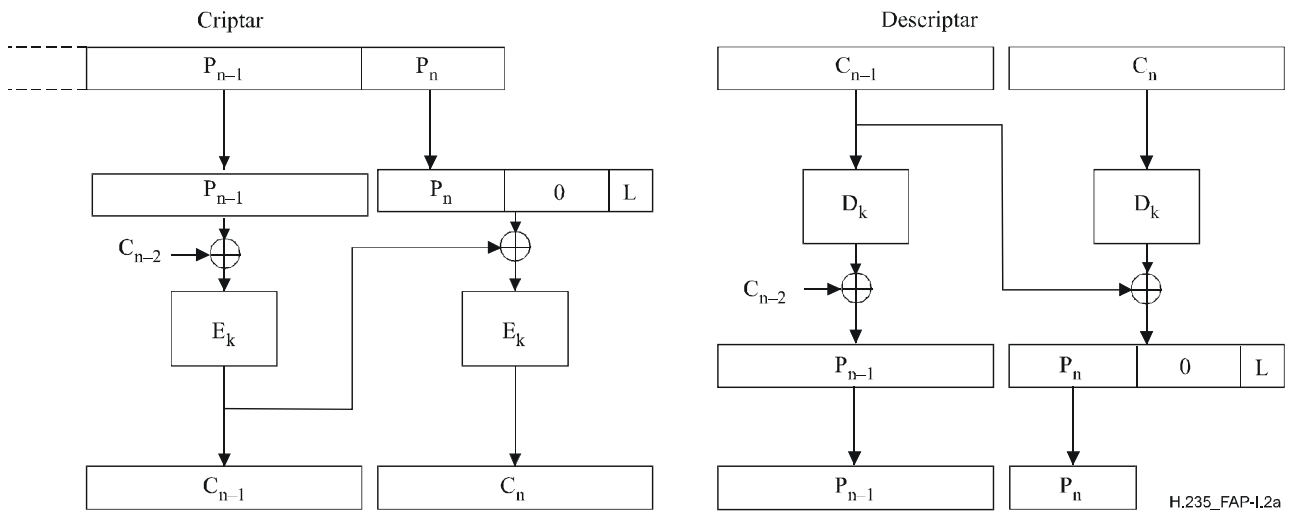 Criptar
Descriptar
Pn–1 Pn
Cn–1 Cn
Pn–1 Pn 0 L
Dk Dk
Cn–2
Cn–2
Ek Ek
Pn–1 Pn 0 L
Cn–1 Cn
Pn–1 Pn
H.235_FAP-I.2a